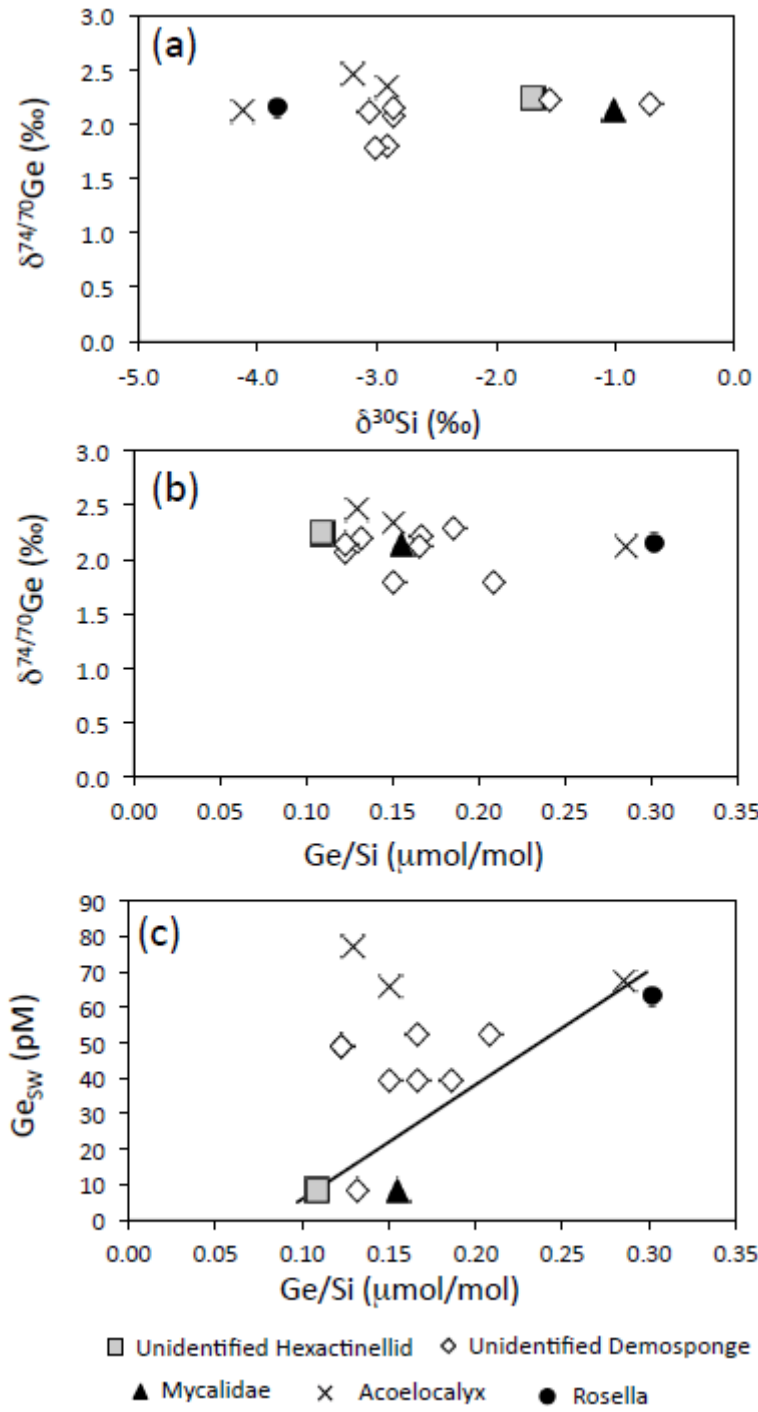 (a)
3.0
2.5
2.0
1.5
1.0
0.5
0.0
δ74/70Ge (‰)
-5.0 -4.0 -3.0 -2.0 -1.0 0.0
δ30Si (‰)
(b)
3.0
2.5
2.0
1.5
1.0
0.5
0.0
δ74/70Ge (‰)
0.00 0.05 0.10 0.15 0.20 0.25 0.30 0.35
Ge/Si (μmol/mol)
(c)
90
80
70
60
50
40
30
20
10
0
GeSW (pM)
0.00 0.05 0.10 0.15 0.20 0.25 0.30 0.35
Ge/Si (μmol/mol)
Unidentified Hexactinellid Unidentified Demosponge
Mycalidae Acoelocalyx Rosella